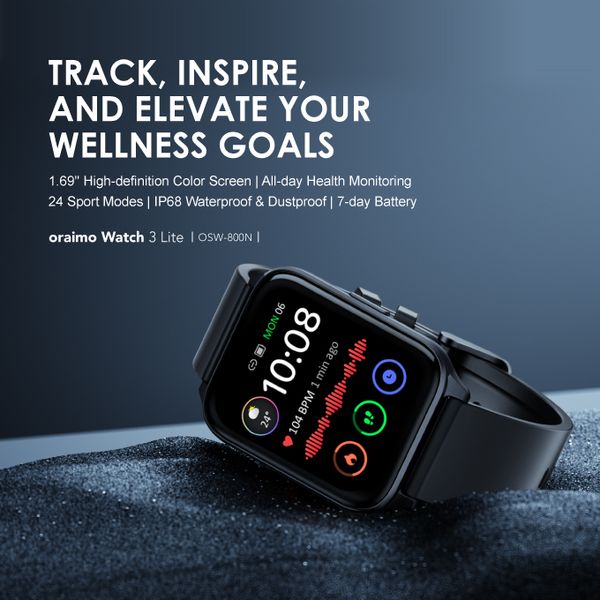 TRACK, INSPIRE,
AND ELEVATE YOUR
WELLNESS GOALS
1.69" High-definition Color Screen | All-day Health Monitoring
24 Sport Modes | IP68 Waterproof & Dustproof | 7-day Battery
oraimo Watch 3 Lite | OSW-800N |
MON 06
10:08
24°
104 BPM 1 min ago